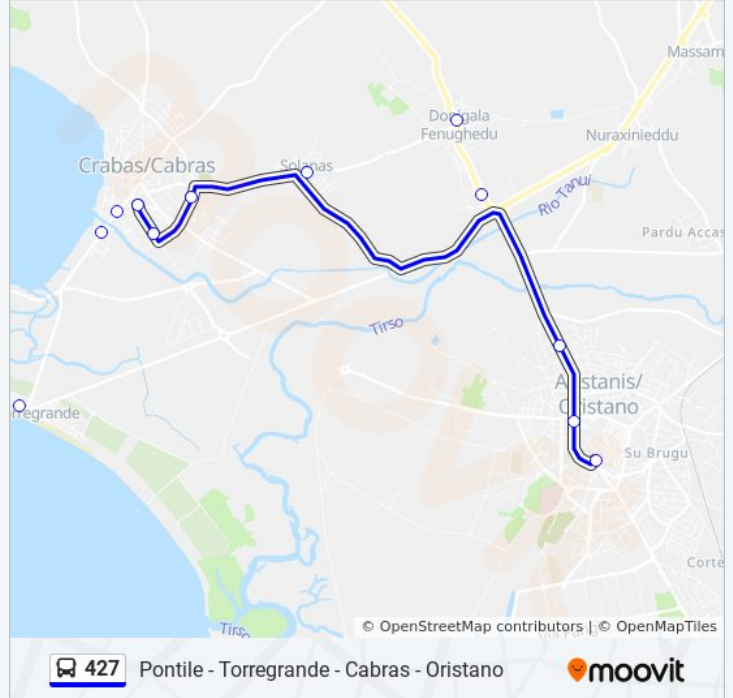 Massam
Donigala
Fenughedu
Nuraxinieddu
Crabas/Cabras
Solanas
Rio Tanui
Pardu Accas
Tirso
Aristanis/
Oristano
rregrande
Su Brugu
Corte
Tirso
© OpenStreetMap contributors | © OpenMapTiles
427 Pontile - Torregrande - Cabras - Oristano
moovit